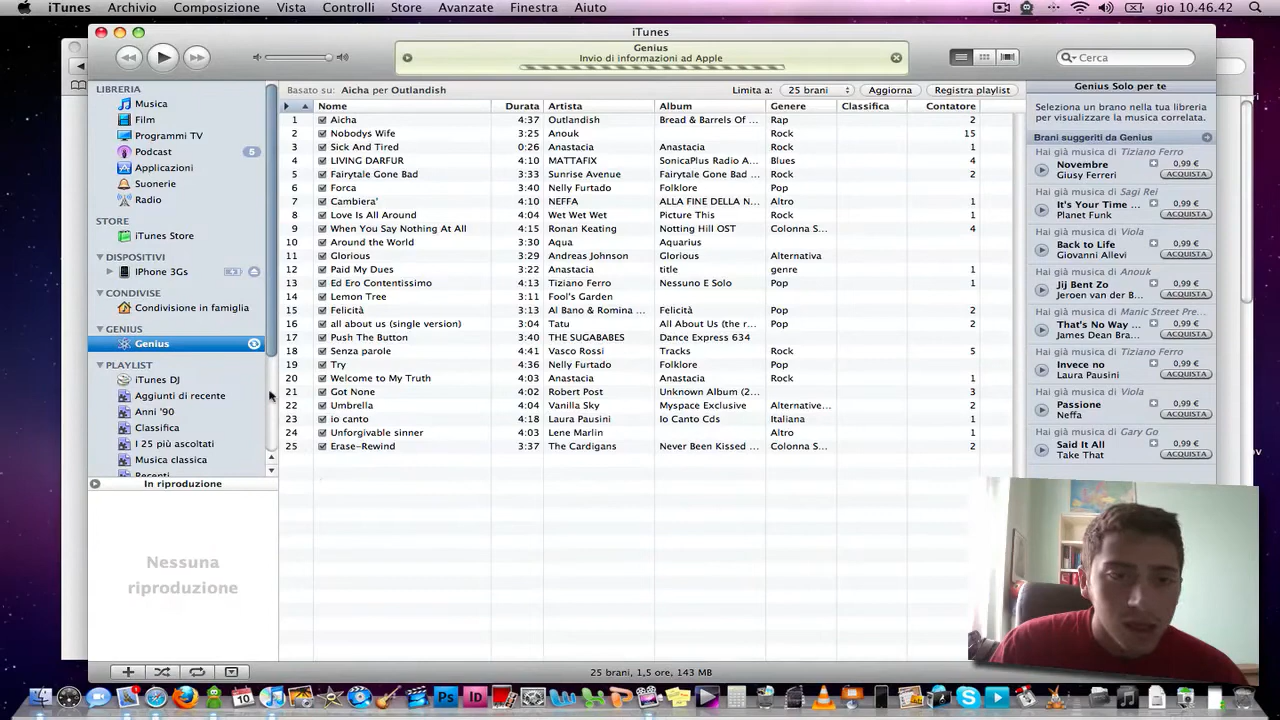 iTunes Archivio Composizione Vista Controlli Store Avanzate Finestra Aiuto gio 10.46.42
iTunes
Genius
Invio di informazioni ad Apple
Cerca
LIBRERIA
Musica
Film
Programmi TV
Podcast 5
Applicazioni
Suonerie
Radio
STORE
iTunes Store
DISPOSITIVI
IPhone 3Gs
CONDIVISE
Condivisione in famiglia
GENIUS
Genius
PLAYLIST
iTunes DJ
Aggiunti di recente
Anni '90
Classifica
I 25 più ascoltati
Musica classica
Recenti
In riproduzione
Nessuna
riproduzione
Basato su: Aicha per Outlandish Limita a: 25 brani Aggiorna Registra playlist
Nome Durata Artista Album Genere Classifica Contatore
1 Aicha 4:37 Outlandish Bread & Barrels Of ... Rap 2
2 Nobodys Wife 3:25 Anouk Rock 15
3 Sick And Tired 0:26 Anastacia Anastacia Rock 1
4 LIVING DARFUR 4:10 MATTAFIX SonicaPlus Radio A... Blues 4
5 Fairytale Gone Bad 3:33 Sunrise Avenue Fairytale Gone Bad ... Rock 2
6 Forca 3:40 Nelly Furtado Folklore Pop
7 Cambiera' 4:10 NEFFA ALLA FINE DELLA N... Altro 1
8 Love Is All Around 4:04 Wet Wet Wet Picture This Rock 1
9 When You Say Nothing At All 4:15 Ronan Keating Notting Hill OST Colonna S... 4
10 Around the World 3:30 Aqua Aquarius
11 Glorious 3:29 Andreas Johnson Glorious Alternativa
12 Paid My Dues 3:22 Anastacia title genre 1
13 Ed Ero Contentissimo 4:13 Tiziano Ferro Nessuno E Solo Pop 1
14 Lemon Tree 3:11 Fool's Garden
15 Felicità 3:13 Al Bano & Romina ... Felicità Pop 2
16 all about us (single version) 3:04 Tatu All About Us (the r... Pop 2
17 Push The Button 3:40 THE SUGABABES Dance Express 634
18 Senza parole 4:41 Vasco Rossi Tracks Rock 5
19 Try 4:36 Nelly Furtado Folklore Pop
20 Welcome to My Truth 4:03 Anastacia Anastacia Rock 1
21 Got None 4:02 Robert Post Unknown Album (2... 3
22 Umbrella 4:04 Vanilla Sky Myspace Exclusive Alternative... 2
23 io canto 4:18 Laura Pausini Io Canto Cds Italiana 1
24 Unforgivable sinner 4:03 Lene Marlin Altro 1
25 Erase-Rewind 3:37 The Cardigans Never Been Kissed ... Colonna S... 2
25 brani, 1,5 ore, 143 MB
Genius Solo per te
Seleziona un brano nella tua libreria
per visualizzare la musica correlata.
Brani suggeriti da Genius
Hai già musica di Tiziano Ferro
Novembre 0,99 €
Giusy Ferreri ACQUISTA
Hai già musica di Sagi Rei
It's Your Time ... 0,99 €
Planet Funk ACQUISTA
Hai già musica di Viola
Back to Life 0,99 €
Giovanni Allevi ACQUISTA
Hai già musica di Anouk
Jij Bent Zo 0,99 €
Jeroen van der B... ACQUISTA
Hai già musica di Manic Street Pre...
That's No Way ... 0,99 €
James Dean Bra... ACQUISTA
Hai già musica di Tiziano Ferro
Invece no 0,99 €
Laura Pausini ACQUISTA
Hai già musica di Viola
Passione 0,99 €
Neffa ACQUISTA
Hai già musica di Gary Go
Said It All 0,99 €
Take That ACQUISTA
Ps ID 10